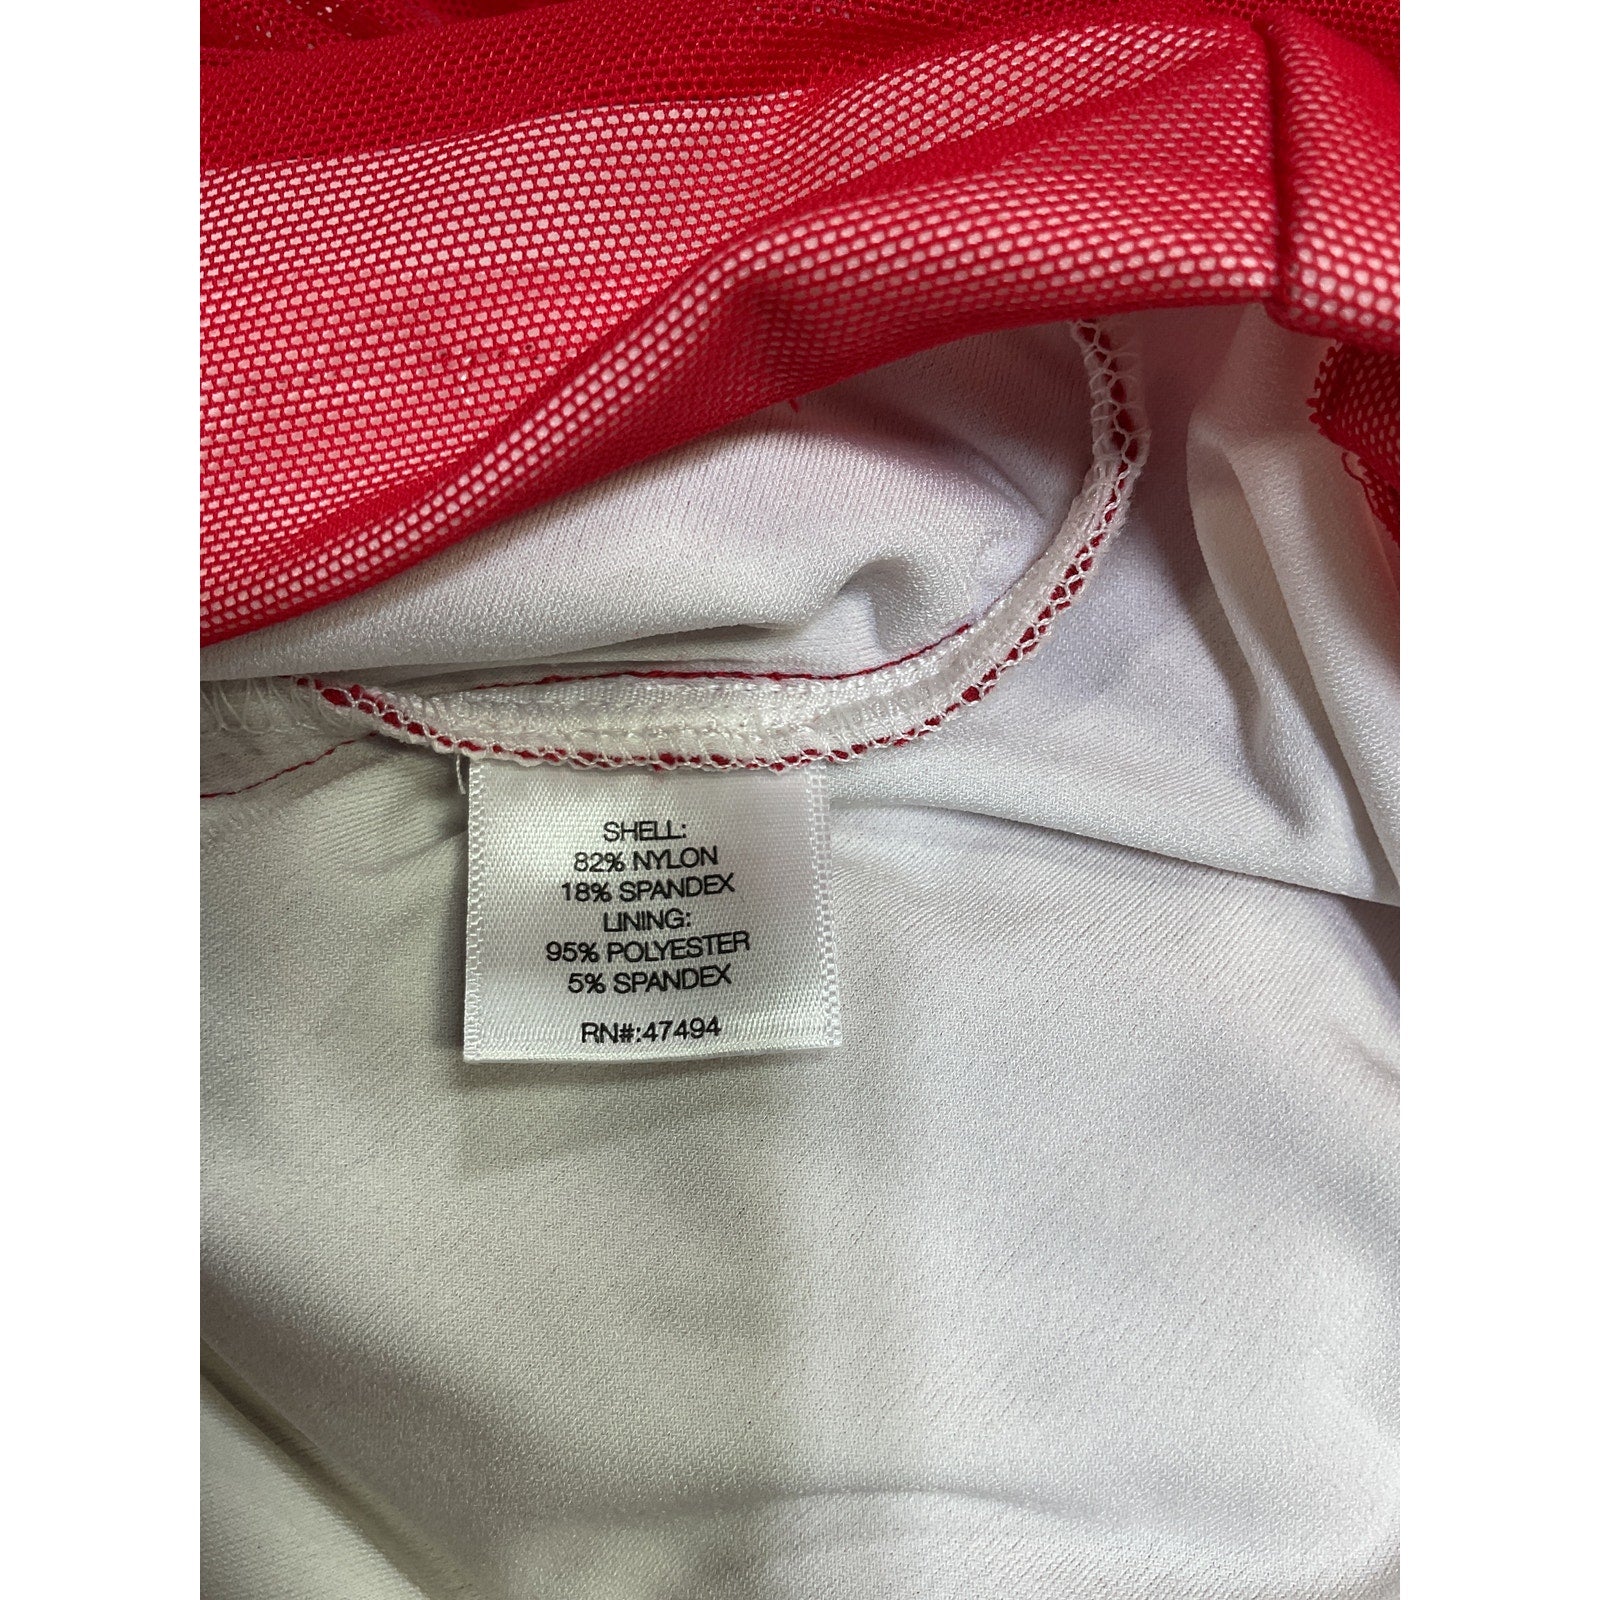 SHELL:
82% NYLON
18% SPANDEX
LINING:
95% POLYESTER
5% SPANDEX
RN#:47494